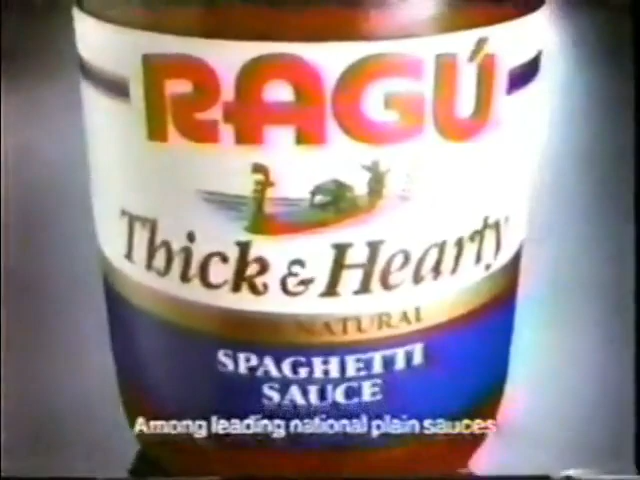 RAGÚ
Thick & Hearty
NATURAL
SPAGHETTI
SAUCE
Among leading national plain sauces